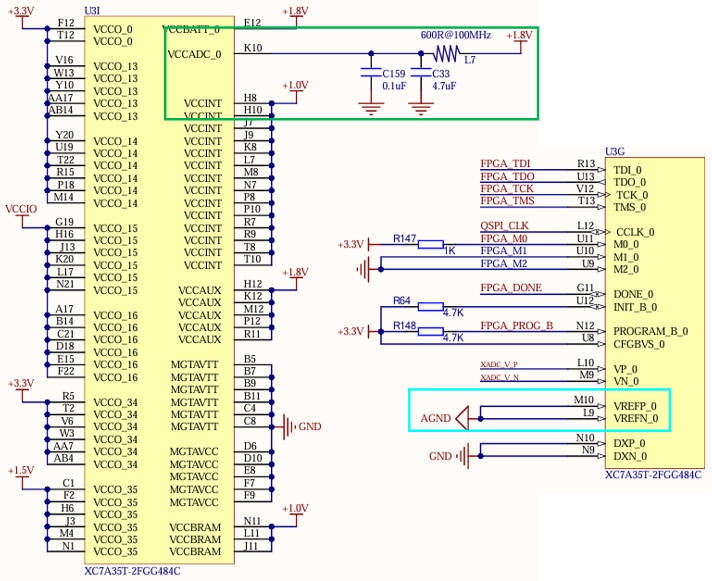 +3.3V
U3I
F12 VCCO_0 VCCBATT_0 E12 +1.8V
T12 VCCO_0
VCCADC_0 K10
600R@100MHz +1.8V
L7
C159 C33
0.1uF 4.7uF
V16 VCCO_13
W13 VCCO_13
Y10 VCCO_13
AA17 VCCO_13 VCCINT H8 +1.0V
AB14 VCCO_13 VCCINT H10
VCCINT J7
Y20 VCCO_14 VCCINT J9
U19 VCCO_14 VCCINT K8
T22 VCCO_14 VCCINT L7
R15 VCCO_14 VCCINT M8
P18 VCCO_14 VCCINT N7
M14 VCCO_14 VCCINT P8
VCCINT P10
VCCIO
G19 VCCO_15 VCCINT R7
H16 VCCO_15 VCCINT R9
J13 VCCO_15 VCCINT T8
K20 VCCO_15 VCCINT T10
L17 VCCO_15
N21 VCCO_15 VCCAUX H12 +1.8V
VCCAUX K12
A17 VCCO_16 VCCAUX M12
B14 VCCO_16 VCCAUX P12
C21 VCCO_16 VCCAUX R11
D18 VCCO_16
E15 VCCO_16 MGTAVTT B5
F22 VCCO_16 MGTAVTT B7
+3.3V
MGTAVTT B9
R5 VCCO_34 MGTAVTT B11
T2 VCCO_34 MGTAVTT C4
V6 VCCO_34 MGTAVTT C8 GND
W3 VCCO_34
AA7 VCCO_34 MGTAVCC D6
AB4 VCCO_34 MGTAVCC D10
+1.5V
MGTAVCC E8
C1 VCCO_35 MGTAVCC F7
F2 VCCO_35 MGTAVCC F9
H6 VCCO_35
J3 VCCO_35 VCCBRAM N11 +1.0V
M4 VCCO_35 VCCBRAM L11
N1 VCCO_35 VCCBRAM J11
XC7A35T-2FGG484C
U3G
FPGA_TDI R13 TDI_0
FPGA_TDO U13 TDO_0
FPGA_TCK V12 TCK_0
FPGA_TMS T13 TMS_0
QSPI_CLK L12 CCLK_0
+3.3V R147 1K FPGA_M0 U11 M0_0
FPGA_M1 U10 M1_0
FPGA_M2 U9 M2_0
FPGA_DONE G11 DONE_0
R64 4.7K U12 INIT_B_0
+3.3V R148 4.7K FPGA_PROG_B N12 PROGRAM_B_0
U8 CFGBVS_0
XADC_V_P L10 VP_0
XADC_V_N M9 VN_0
M10 VREFP_0
AGND L9 VREFN_0
N10 DXP_0
GND N9 DXN_0
XC7A35T-2FGG484C